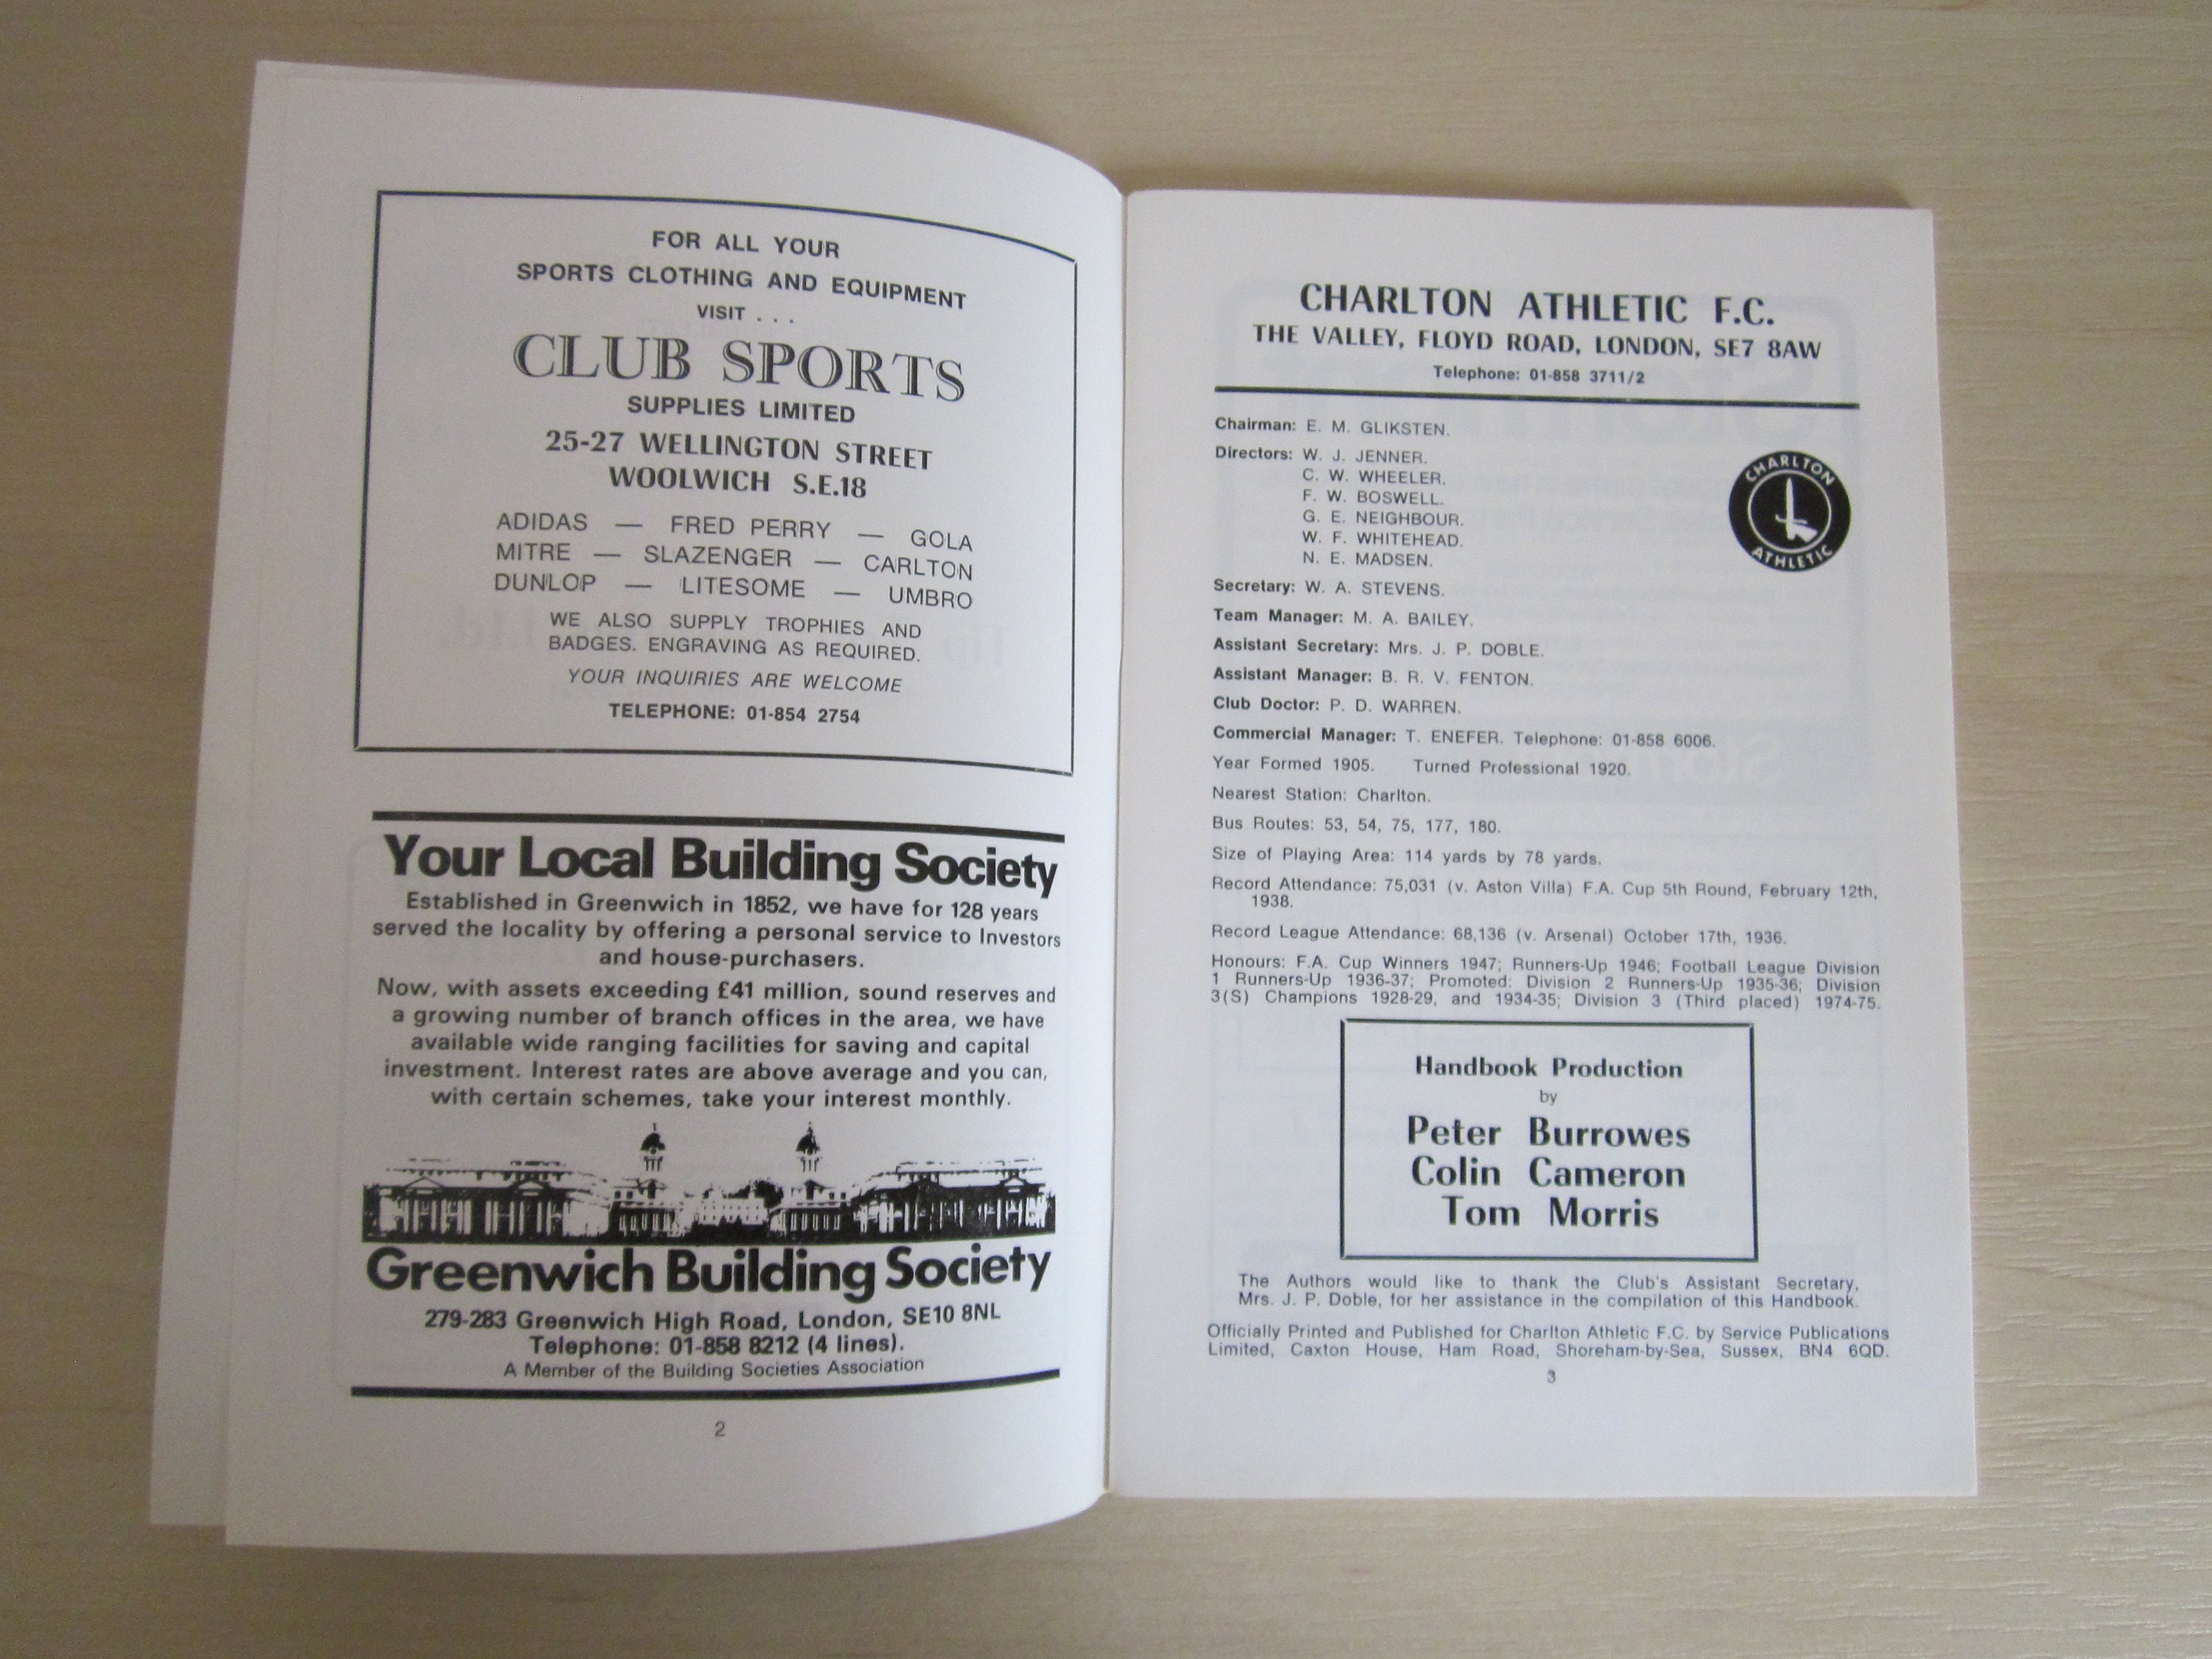 FOR ALL YOUR
SPORTS CLOTHING AND EQUIPMENT
VISIT . . .
CLUB SPORTS
SUPPLIES LIMITED
25-27 WELLINGTON STREET
WOOLWICH S.E.18
ADIDAS — FRED PERRY — GOLA
MITRE — SLAZENGER — CARLTON
DUNLOP — LITESOME — UMBRO
WE ALSO SUPPLY TROPHIES AND
BADGES. ENGRAVING AS REQUIRED.
YOUR INQUIRIES ARE WELCOME
TELEPHONE: 01-854 2754
Your Local Building Society
Established in Greenwich in 1852, we have for 128 years
served the locality by offering a personal service to Investors
and house-purchasers.
Now, with assets exceeding £41 million, sound reserves and
a growing number of branch offices in the area, we have
available wide ranging facilities for saving and capital
investment. Interest rates are above average and you can,
with certain schemes, take your interest monthly.
Greenwich Building Society
279-283 Greenwich High Road, London, SE10 8NL
Telephone: 01-858 8212 (4 lines).
A Member of the Building Societies Association
2
CHARLTON ATHLETIC F.C.
THE VALLEY, FLOYD ROAD, LONDON, SE7 8AW
Telephone: 01-858 3711/2
Chairman: E. M. GLIKSTEN.
Directors: W. J. JENNER.
C. W. WHEELER.
F. W. BOSWELL.
G. E. NEIGHBOUR.
W. F. WHITEHEAD.
N. E. MADSEN.
CHARLTON
ATHLETIC
Secretary: W. A. STEVENS.
Team Manager: M. A. BAILEY.
Assistant Secretary: Mrs. J. P. DOBLE.
Assistant Manager: B. R. V. FENTON.
Club Doctor: P. D. WARREN.
Commercial Manager: T. ENEFER. Telephone: 01-858 6006.
Year Formed 1905. Turned Professional 1920.
Nearest Station: Charlton.
Bus Routes: 53, 54, 75, 177, 180.
Size of Playing Area: 114 yards by 78 yards.
Record Attendance: 75,031 (v. Aston Villa) F.A. Cup 5th Round, February 12th,
1938.
Record League Attendance: 68,136 (v. Arsenal) October 17th, 1936.
Honours: F.A. Cup Winners 1947; Runners-Up 1946; Football League Division
1 Runners-Up 1936-37; Promoted: Division 2 Runners-Up 1935-36; Division
3(S) Champions 1928-29, and 1934-35; Division 3 (Third placed) 1974-75.
Handbook Production
by
Peter Burrowes
Colin Cameron
Tom Morris
The Authors would like to thank the Club's Assistant Secretary,
Mrs. J. P. Doble, for her assistance in the compilation of this Handbook.
Officially Printed and Published for Charlton Athletic F.C. by Service Publications
Limited, Caxton House, Ham Road, Shoreham-by-Sea, Sussex, BN4 6QD.
3